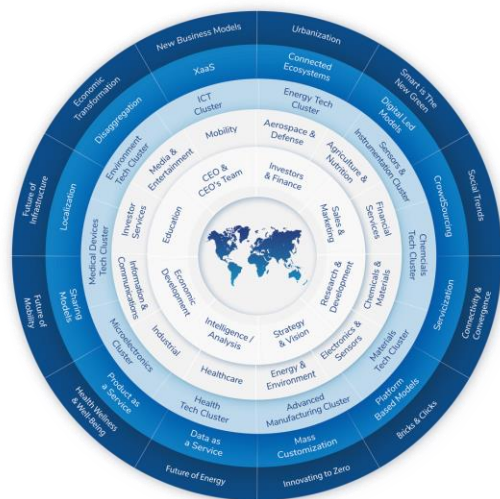 New Business Models
Urbanization
Smart is The
New Green
Social Trends
Connectivity &
Convergence
Bricks & Clicks
Innovating to Zero
Future of Energy
Health Wellness
& Well-Being
Future of
Mobility
Future of
Infrastructure
Economic
Transformation
XaaS
Connected
Ecosystems
Digital Led
Models
CrowdSourcing
Servicization
Platform
Based Models
Mass
Customization
Data as
a Service
Product as
a Service
Sharing
Models
Localization
Disaggregation
ICT
Cluster
Energy Tech
Cluster
Sensors &
Instrumentation Cluster
Chemcials
Tech Cluster
Materials
Tech Cluster
Advanced
Manufacturing Cluster
Health
Tech Cluster
Microelectronics
Cluster
Medical Devices
Tech Cluster
Environment
Tech Cluster
Mobility
Aerospace &
Defense
Agriculture &
Nutrition
Financial
Services
Chemicals &
Materials
Electronics &
Sensors
Energy &
Environment
Healthcare
Industrial
Information &
Communications
Investor
Services
Media &
Entertainment
CEO &
CEO's Team
Investors
& Finance
Sales &
Marketing
Research &
Development
Strategy
& Vision
Intelligence /
Analysis
Economic
Development
Education